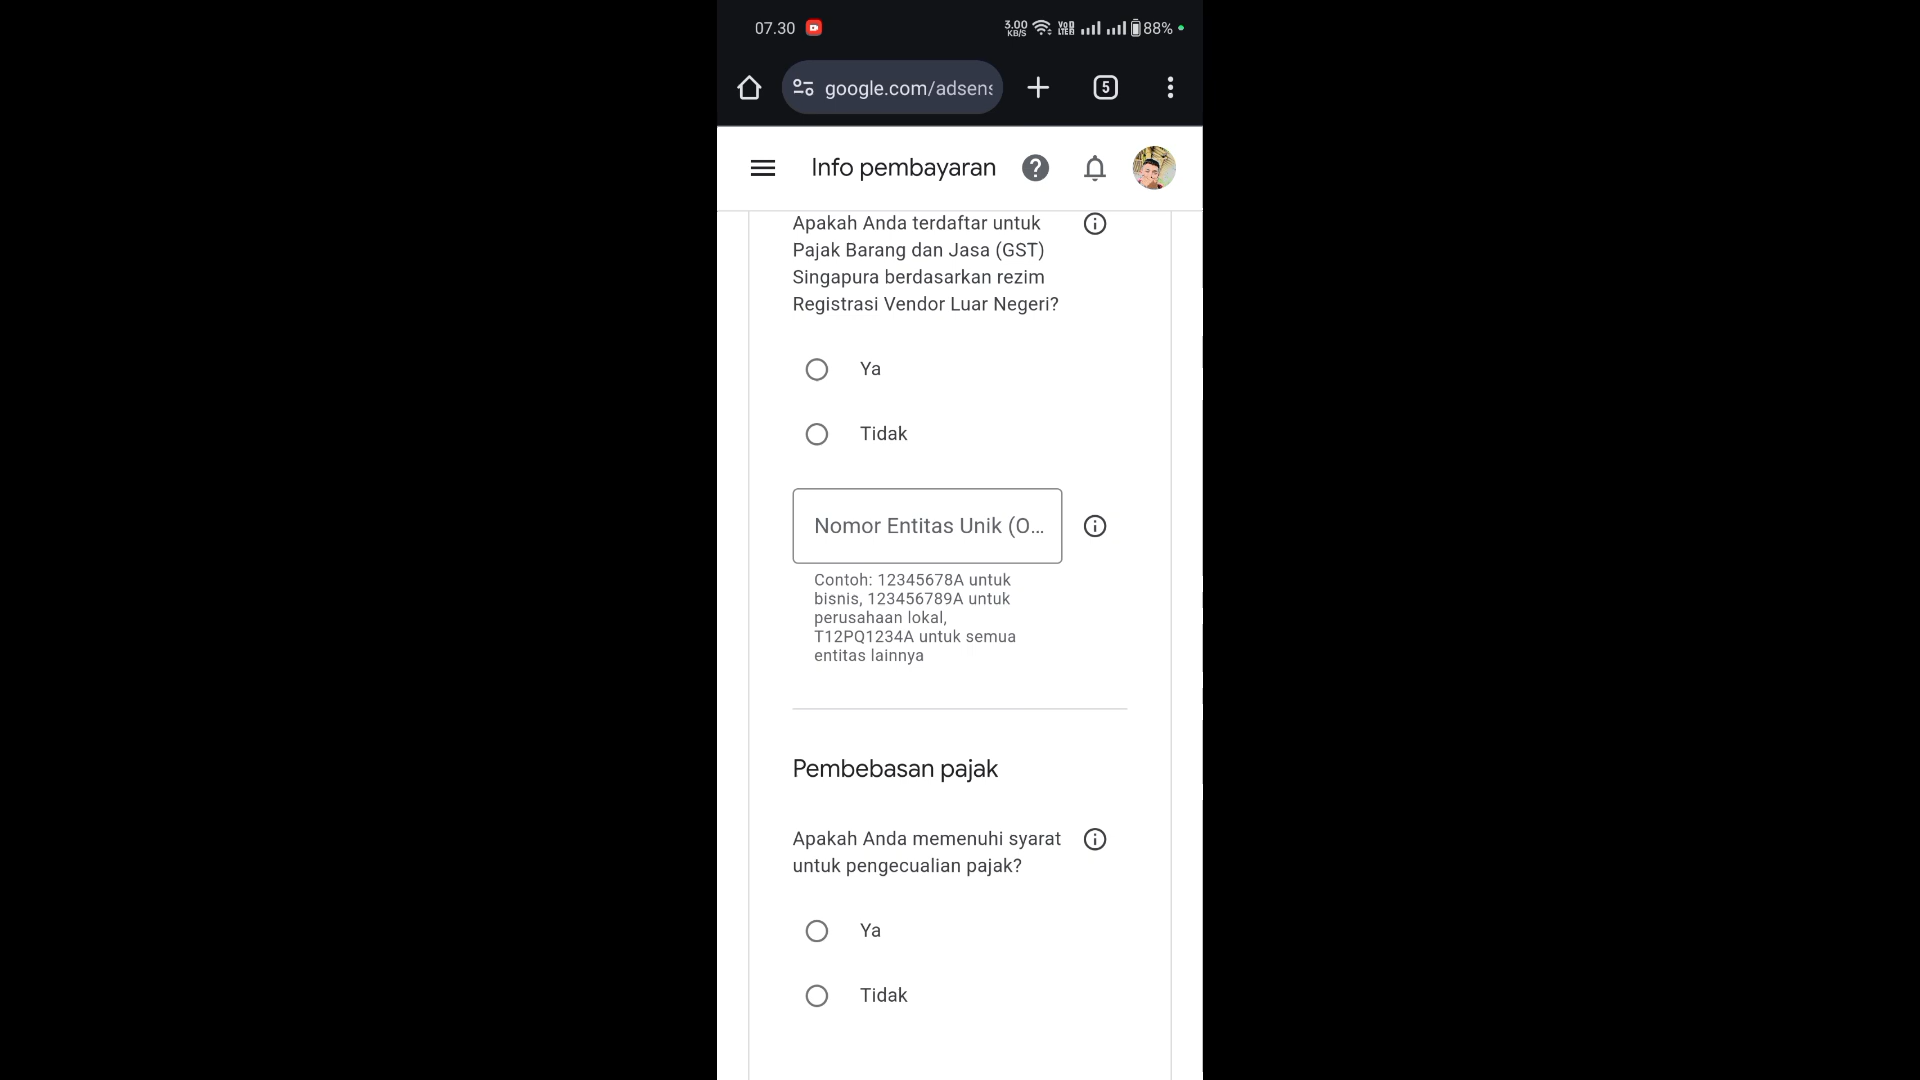 07.30
3.00
KB/S
88%
google.com/adsens
5
Info pembayaran
Apakah Anda terdaftar untuk
Pajak Barang dan Jasa (GST)
Singapura berdasarkan rezim
Registrasi Vendor Luar Negeri?
Ya
Tidak
Nomor Entitas Unik (O...
Contoh: 12345678A untuk
bisnis, 123456789A untuk
perusahaan lokal,
T12PQ1234A untuk semua
entitas lainnya
Pembebasan pajak
Apakah Anda memenuhi syarat
untuk pengecualian pajak?
Ya
Tidak